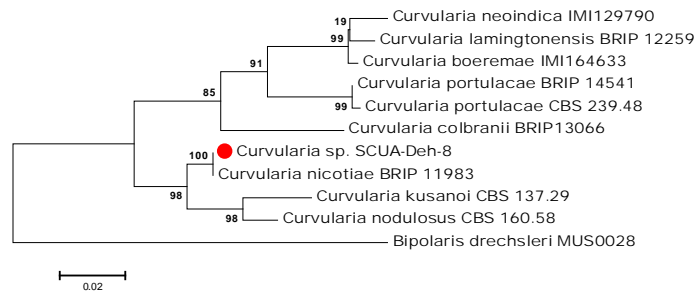 19
Curvularia neoindica IMI129790
99
Curvularia lamingtonensis BRIP 12259
Curvularia boeremae IMI164633
91
Curvularia portulacae BRIP 14541
99
Curvularia portulacae CBS 239.48
85
Curvularia colbranii BRIP13066
100
Curvularia sp. SCUA-Deh-8
Curvularia nicotiae BRIP 11983
98
Curvularia kusanoi CBS 137.29
98
Curvularia nodulosus CBS 160.58
Bipolaris drechsleri MUS0028
0.02